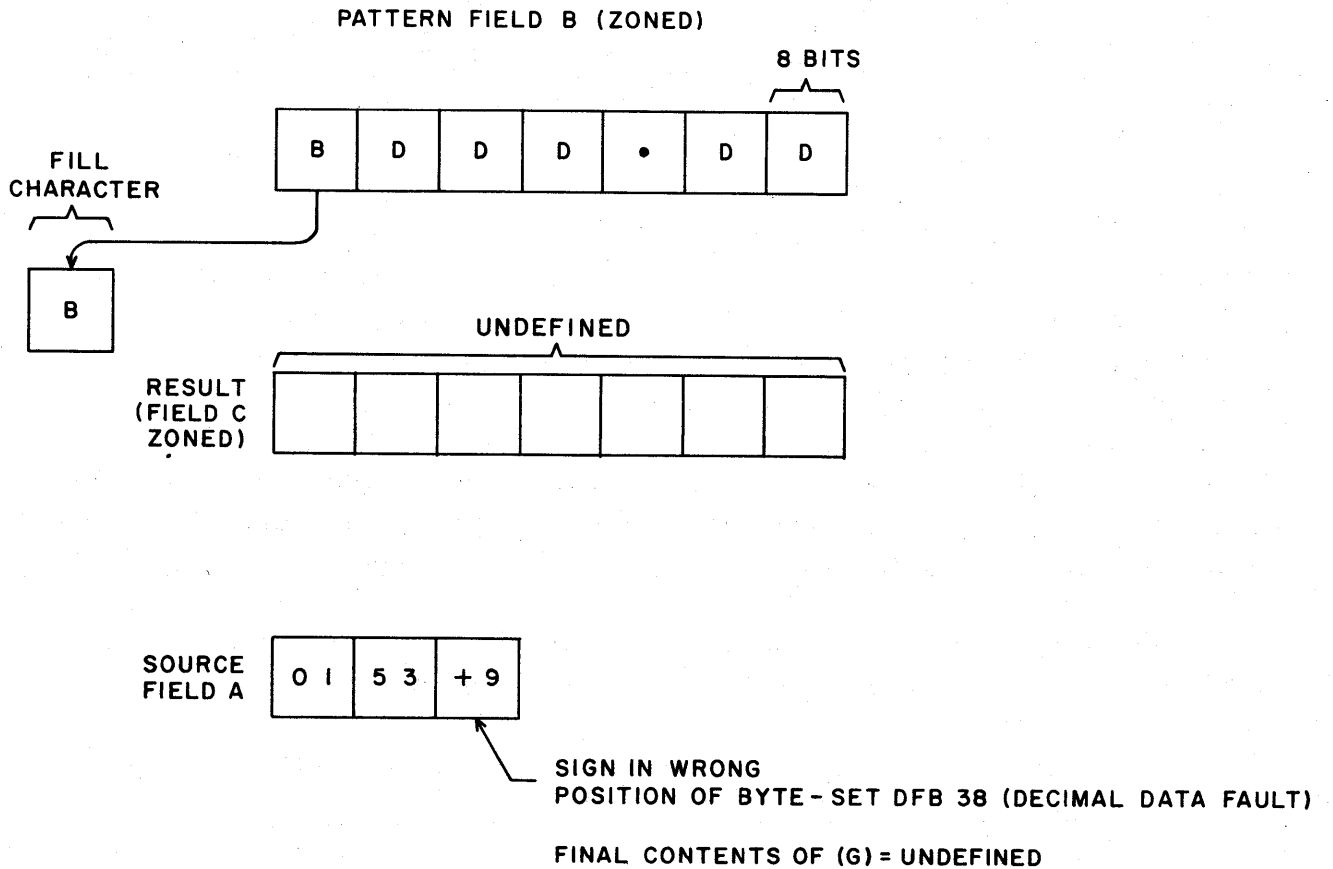 PATTERN FIELD B (ZONED)
8 BITS
B D D D • D D
FILL
CHARACTER
B
UNDEFINED
RESULT
(FIELD C
ZONED)
SOURCE
FIELD A
0 1 5 3 + 9
SIGN IN WRONG
POSITION OF BYTE-SET DFB 38 (DECIMAL DATA FAULT)
FINAL CONTENTS OF (G) = UNDEFINED